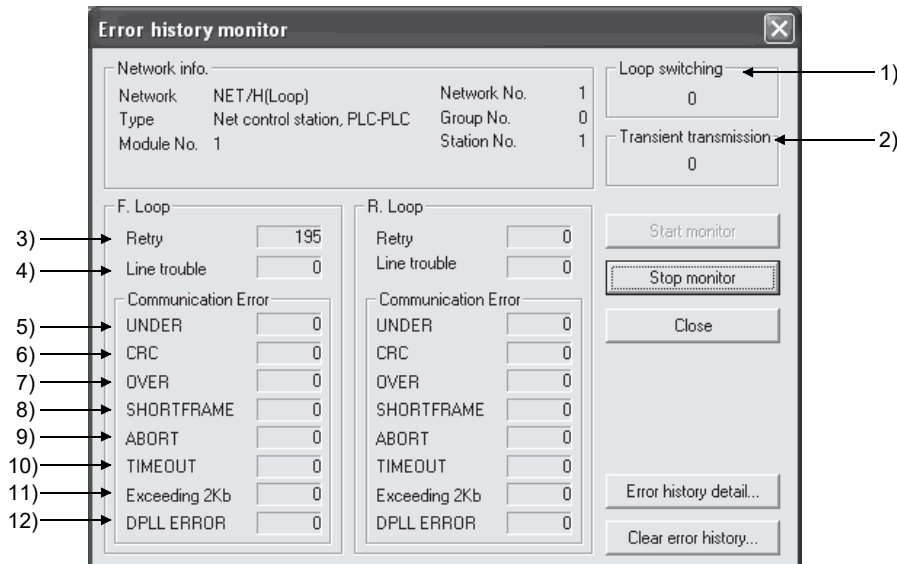 Error history monitor
Network info.
Network NET/H(Loop) Network No. 1
Type Net control station, PLC-PLC Group No. 0
Module No. 1 Station No. 1
Loop switching 1)
0
Transient transmission 2)
0
F. Loop
3) Retry 195
4) Line trouble 0
Communication Error
5) UNDER 0
6) CRC 0
7) OVER 0
8) SHORTFRAME 0
9) ABORT 0
10) TIMEOUT 0
11) Exceeding 2Kb 0
12) DPLL ERROR 0
R. Loop
Retry 0
Line trouble 0
Communication Error
UNDER 0
CRC 0
OVER 0
SHORTFRAME 0
ABORT 0
TIMEOUT 0
Exceeding 2Kb 0
DPLL ERROR 0
Start monitor
Stop monitor
Close
Error history detail...
Clear error history...